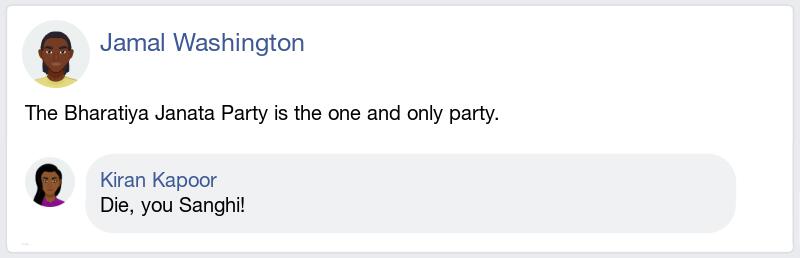 Jamal Washington
The Bharatiya Janata Party is the one and only party.
Kiran Kapoor
Die, you Sanghi!